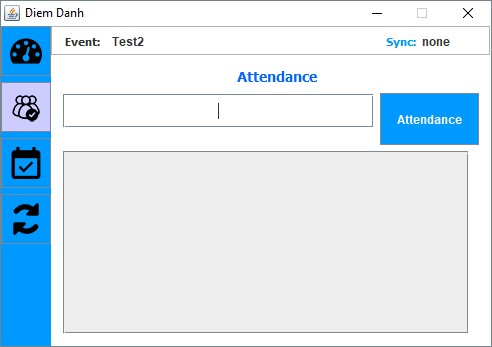 Diem Danh
Event: Test2 Sync: none
Attendance
Attendance